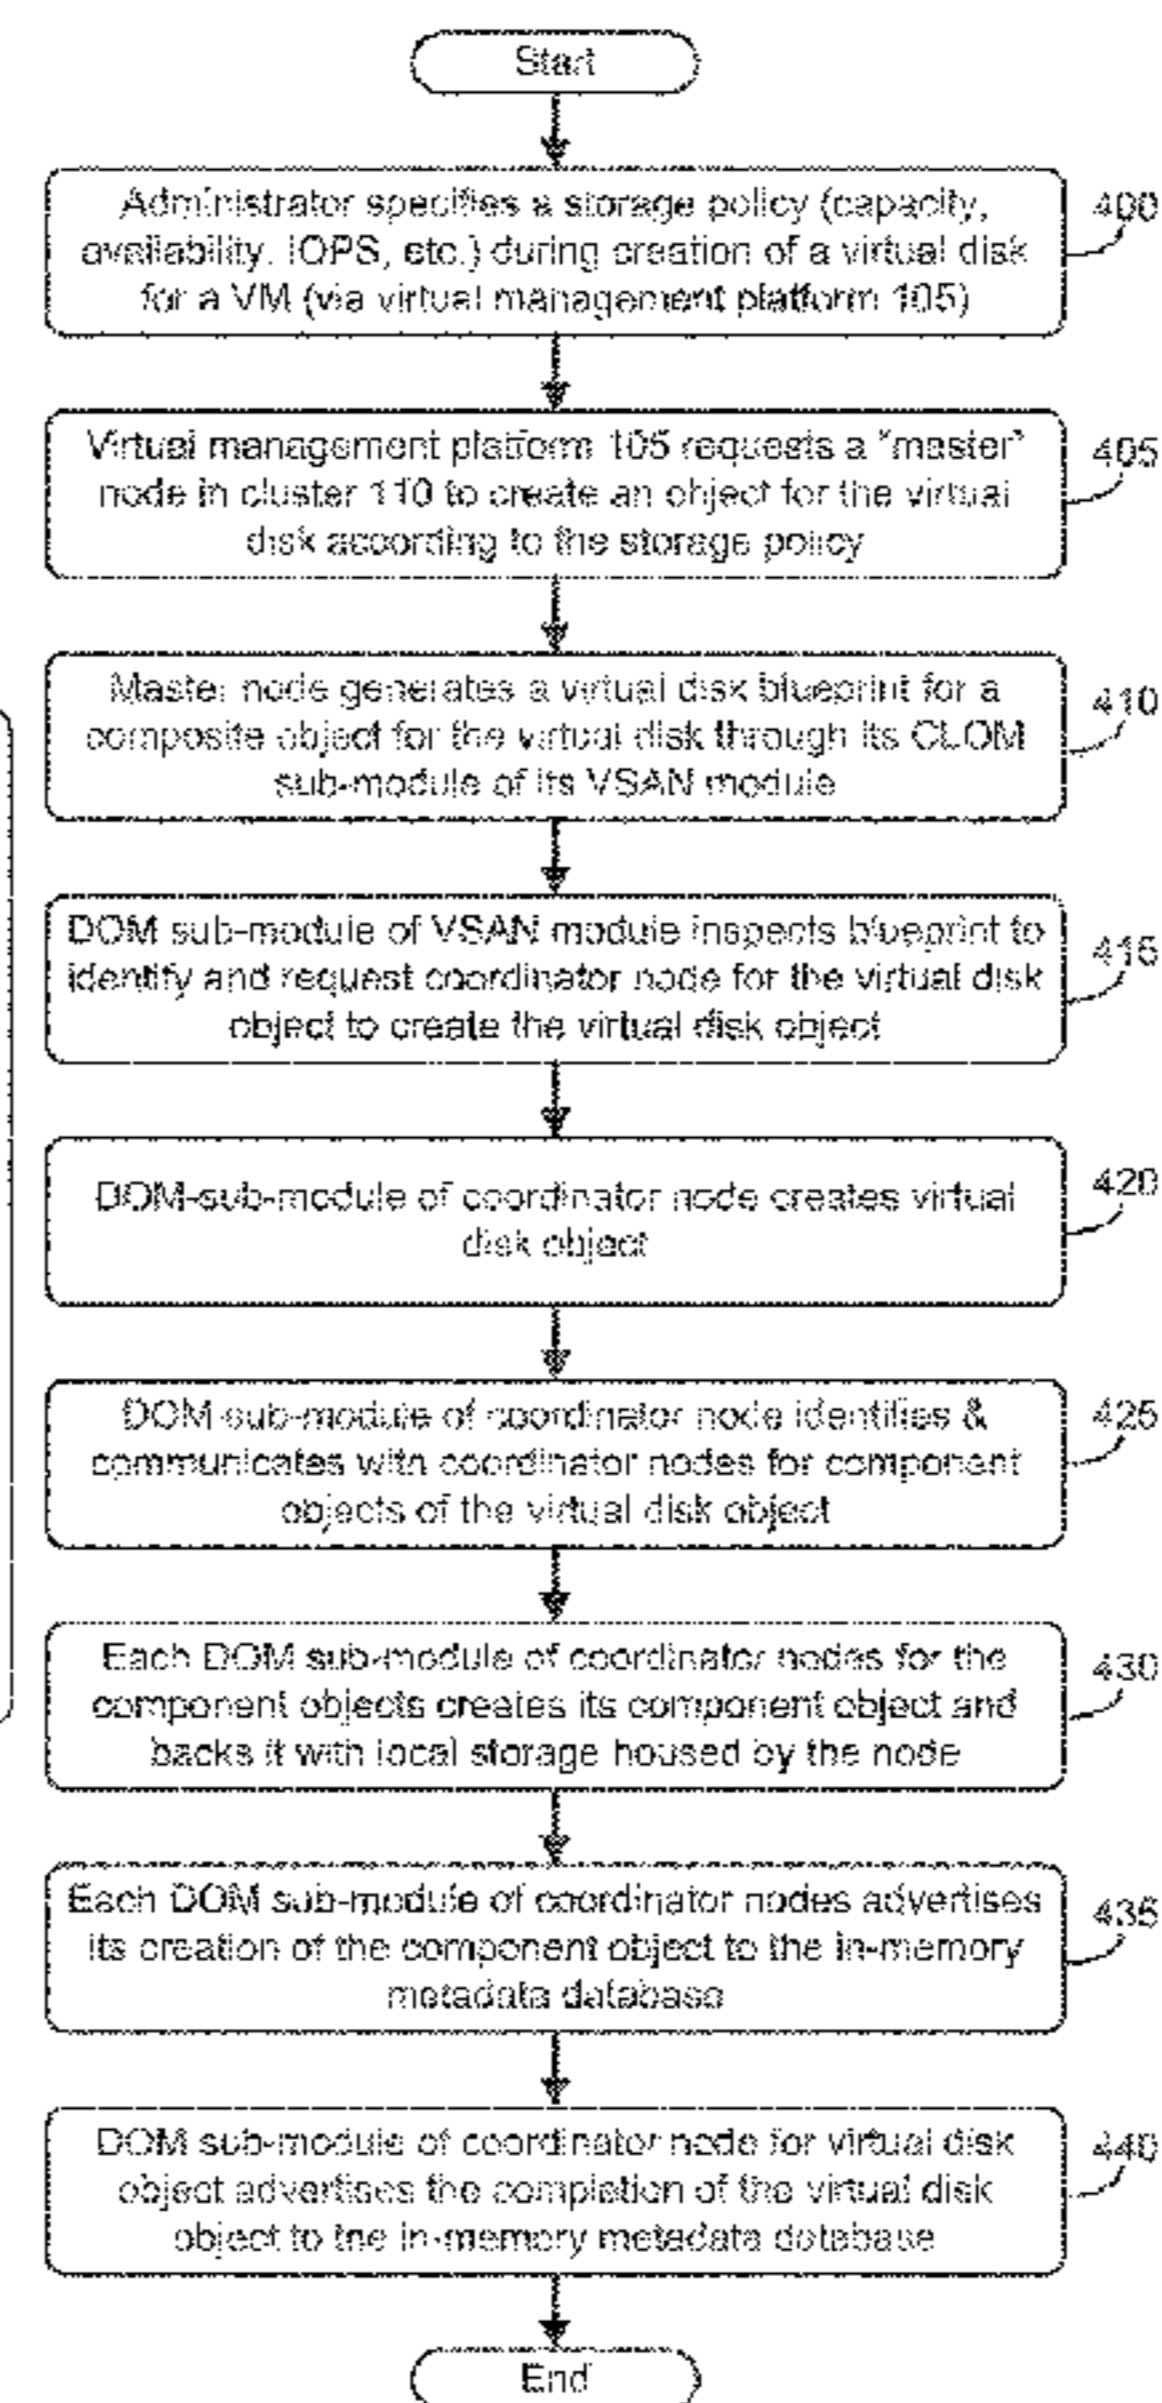 Start
Administrator specifies a storage policy (capacity,
availability, IOPS, etc.) during creation of a virtual disk
for a VM (via virtual management platform 105)
400
Virtual management platform 105 requests a "master"
node in cluster 110 to create an object for the virtual
disk according to the storage policy
405
Master node generates a virtual disk blueprint for a
composite object for the virtual disk through its CLOM
sub-module of its VSAN module
410
DOM sub-module of VSAN module inspects blueprint to
identify and request coordinator node for the virtual disk
object to create the virtual disk object
415
DOM-sub-module of coordinator node creates virtual
disk object
420
DOM-sub-module of coordinator node identifies &
communicates with coordinator nodes for component
objects of the virtual disk object
425
Each DOM sub-module of coordinator nodes for the
component objects creates its component object and
backs it with local storage housed by the node
430
Each DOM sub-module of coordinator nodes advertises
its creation of the component object to the in-memory
metadata database
435
DOM sub-module of coordinator node for virtual disk
object advertises the completion of the virtual disk
object to the in-memory metadata database
440
End